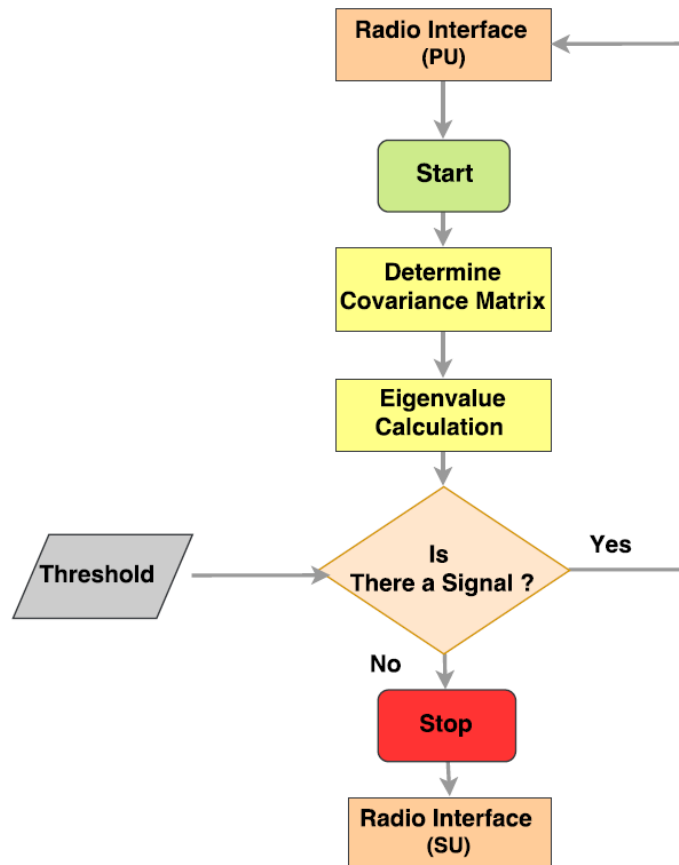 Radio Interface
(PU)
Start
Determine
Covariance Matrix
Eigenvalue
Calculation
Is
There a Signal ?
Yes
Threshold
No
Stop
Radio Interface
(SU)